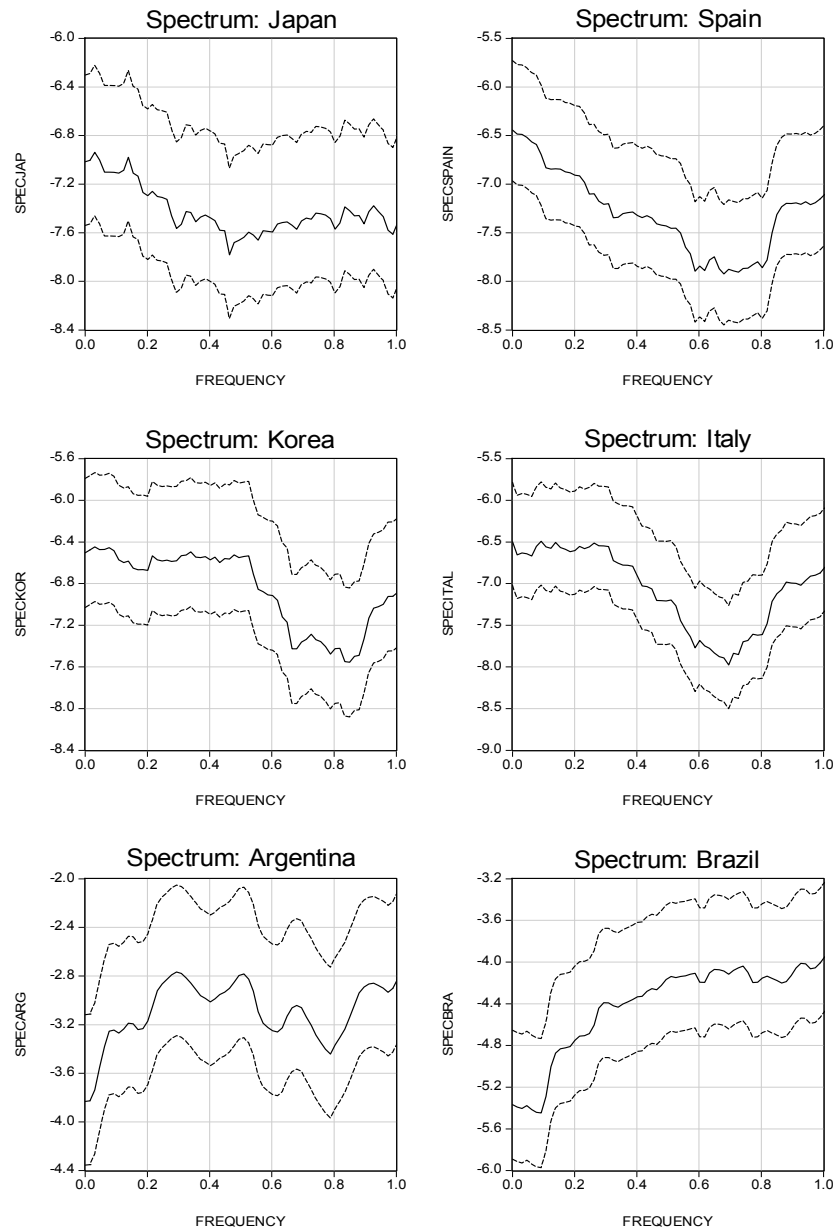 Spectrum: Japan
-6.0
-6.4
-6.8
-7.2
-7.6
-8.0
-8.4
SPECJAP
0.0 0.2 0.4 0.6 0.8 1.0
FREQUENCY
Spectrum: Spain
-5.5
-6.0
-6.5
-7.0
-7.5
-8.0
-8.5
SPECSPAIN
0.0 0.2 0.4 0.6 0.8 1.0
FREQUENCY
Spectrum: Korea
-5.6
-6.0
-6.4
-6.8
-7.2
-7.6
-8.0
-8.4
SPECKOR
0.0 0.2 0.4 0.6 0.8 1.0
FREQUENCY
Spectrum: Italy
-5.5
-6.0
-6.5
-7.0
-7.5
-8.0
-8.5
-9.0
SPECITAL
0.0 0.2 0.4 0.6 0.8 1.0
FREQUENCY
Spectrum: Argentina
-2.0
-2.4
-2.8
-3.2
-3.6
-4.0
-4.4
SPECARG
0.0 0.2 0.4 0.6 0.8 1.0
FREQUENCY
Spectrum: Brazil
-3.2
-3.6
-4.0
-4.4
-4.8
-5.2
-5.6
-6.0
SPECBRA
0.0 0.2 0.4 0.6 0.8 1.0
FREQUENCY